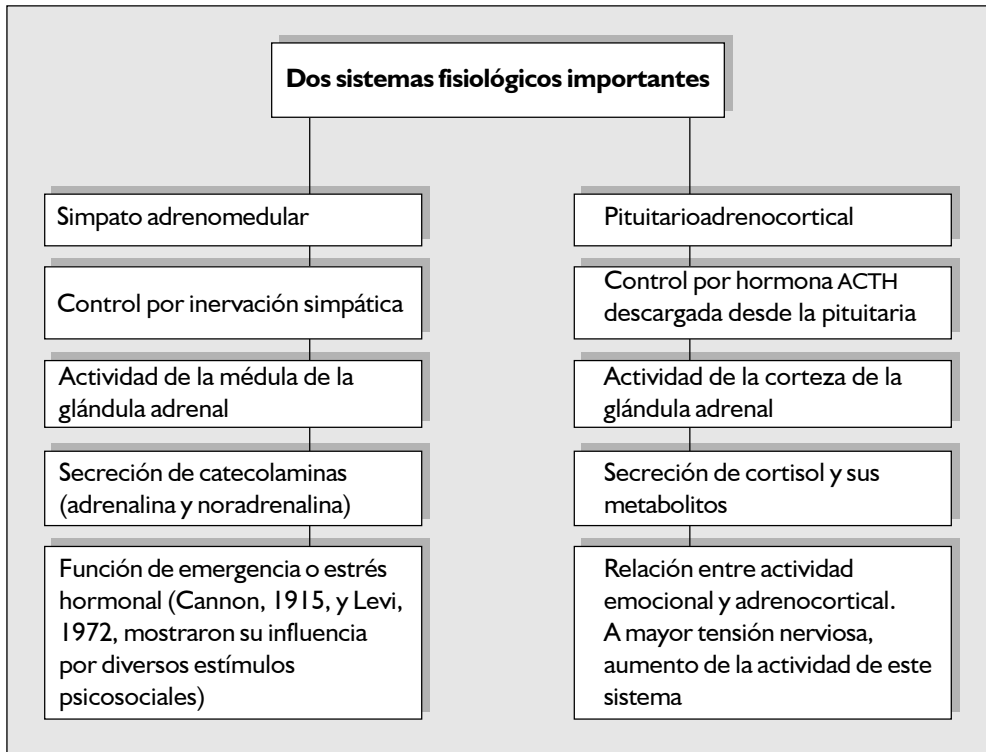 Dos sistemas fisiológicos importantes
Simpato adrenomedular
Control por inervación simpática
Actividad de la médula de la
glándula adrenal
Secreción de catecolaminas
(adrenalina y noradrenalina)
Función de emergencia o estrés
hormonal (Cannon, 1915, y Levi,
1972, mostraron su influencia
por diversos estímulos
psicosociales)
Pituitarioadrenocortical
Control por hormona ACTH
descargada desde la pituitaria
Actividad de la corteza de la
glándula adrenal
Secreción de cortisol y sus
metabolitos
Relación entre actividad
emocional y adrenocortical.
A mayor tensión nerviosa,
aumento de la actividad de este
sistema